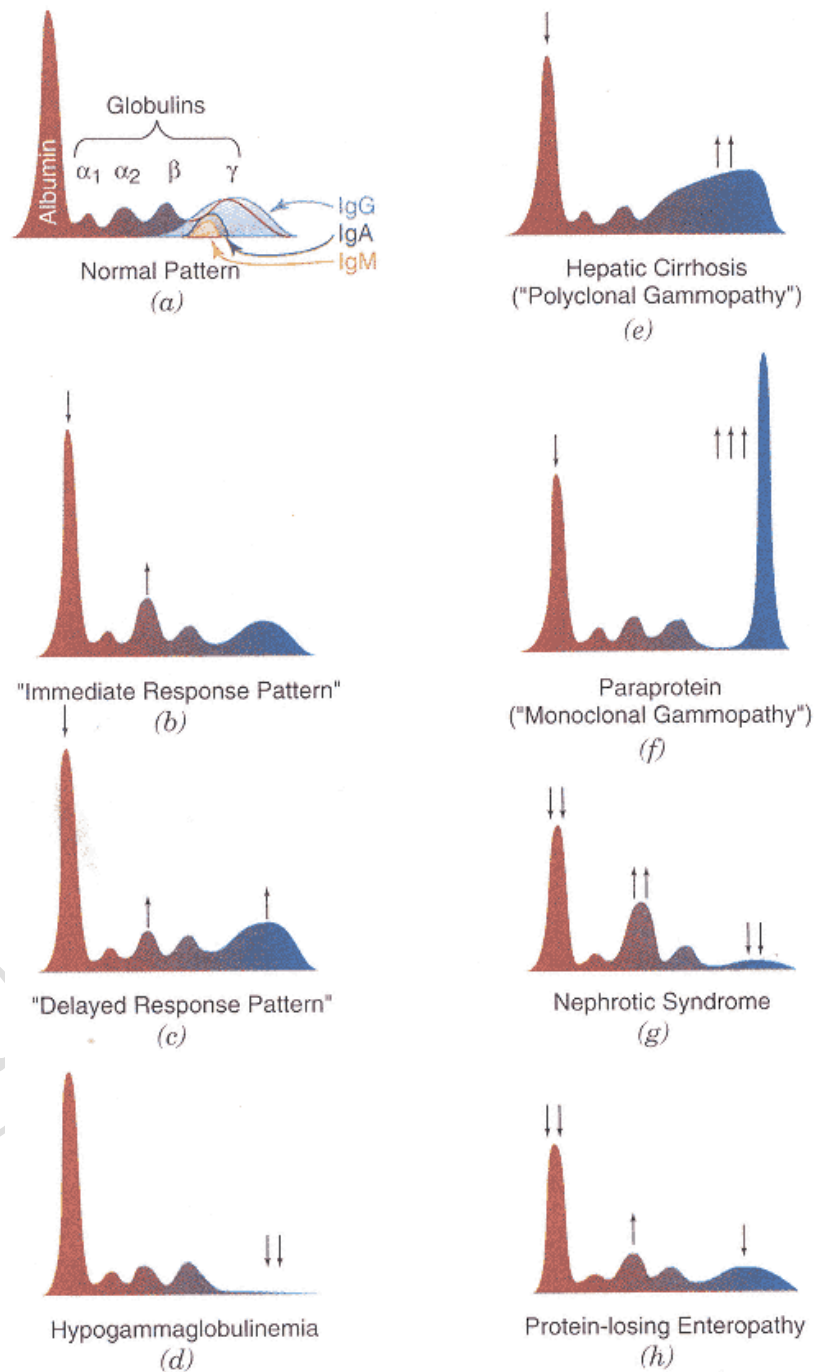 Globulins
Albumin
α1 α2 β γ
IgG
IgA
IgM
Normal Pattern
(a)
"Immediate Response Pattern"
(b)
"Delayed Response Pattern"
(c)
Hypogammaglobulinemia
(d)
Hepatic Cirrhosis
("Polyclonal Gammopathy")
(e)
Paraprotein
("Monoclonal Gammopathy")
(f)
Nephrotic Syndrome
(g)
Protein-losing Enteropathy
(h)